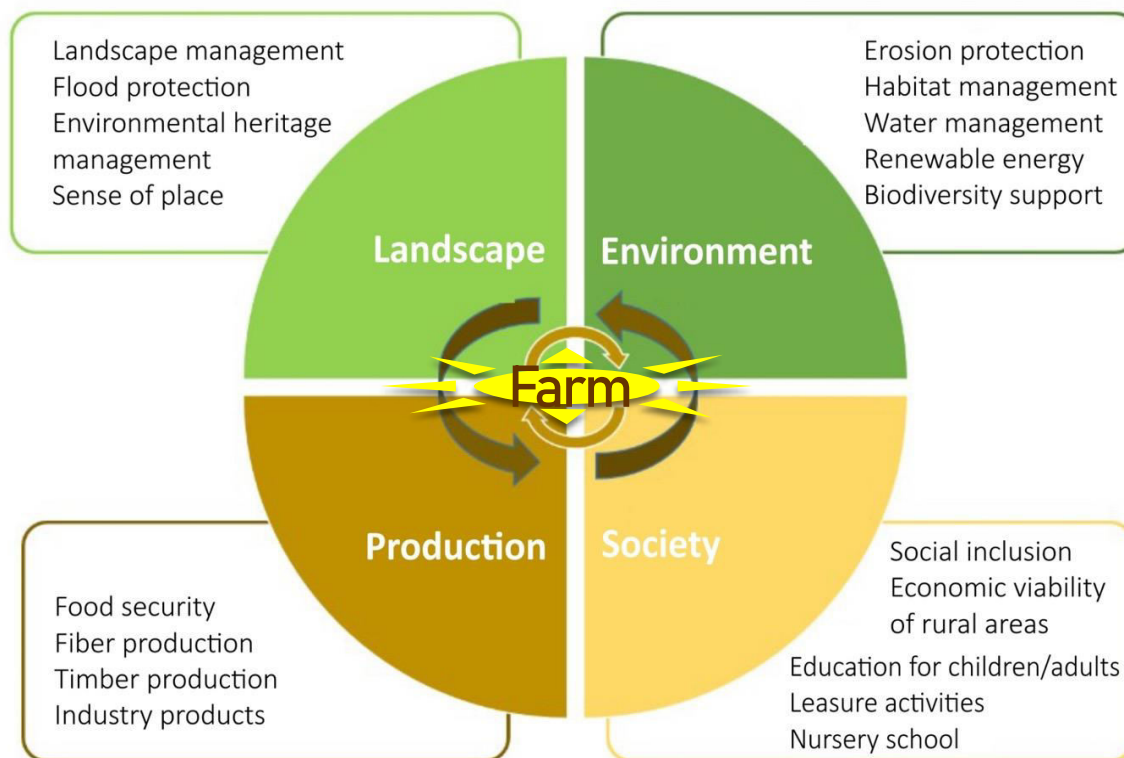 Landscape management
Flood protection
Environmental heritage
management
Sense of place
Erosion protection
Habitat management
Water management
Renewable energy
Biodiversity support
Landscape
Environment
Farm
Production
Society
Food security
Fiber production
Timber production
Industry products
Social inclusion
Economic viability
of rural areas
Education for children/adults
Leasure activities
Nursery school